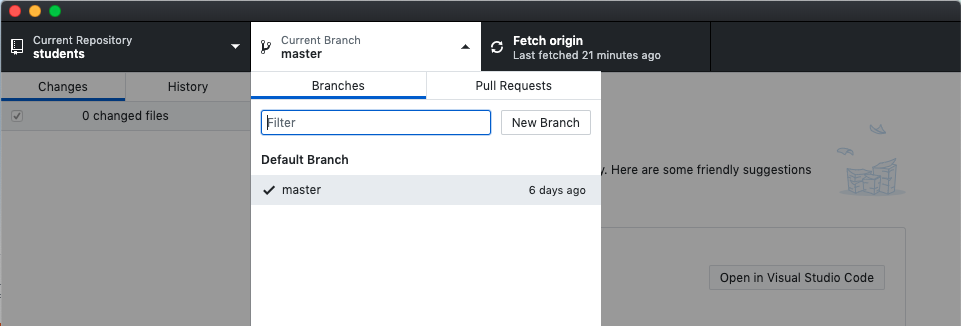 Current Repository
students
Current Branch
master
Fetch origin
Last fetched 21 minutes ago
Changes
History
Branches
Pull Requests
0 changed files
Filter
New Branch
Default Branch
master
6 days ago
. Here are some friendly suggestions
Open in Visual Studio Code